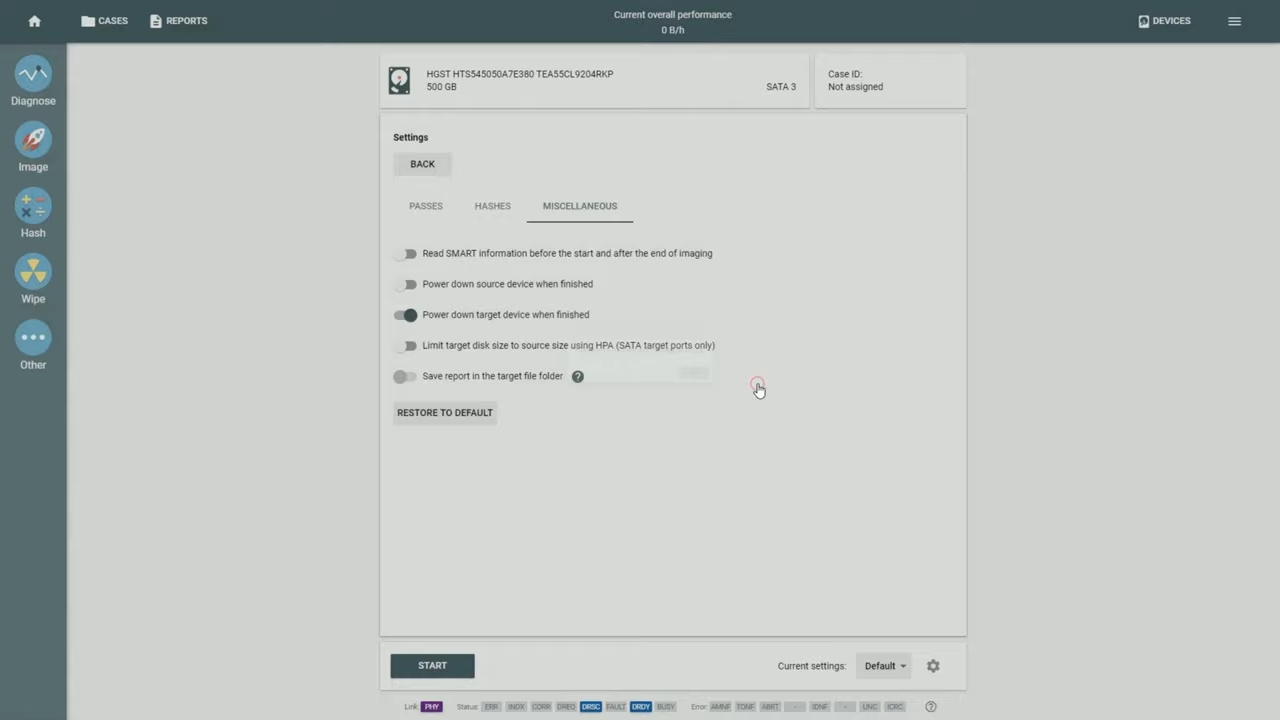 CASES
REPORTS
Current overall performance
0 B/h
DEVICES
Diagnose
Image
Hash
Wipe
Other
HGST HTS545050A7E380 TEA55CL9204RKP
500 GB
SATA 3
Case ID:
Not assigned
Settings
BACK
PASSES HASHES MISCELLANEOUS
Read SMART information before the start and after the end of imaging
Power down source device when finished
Power down target device when finished
Limit target disk size to source size using HPA (SATA target ports only)
Save report in the target file folder ?
RESTORE TO DEFAULT
START
Current settings: Default
Link: PHY Status: ERR INDX CORR DREQ DRSC FAULT DRDY BUSY Error: AMNF TONF ABRT - IDNF - UNC ICRC ?